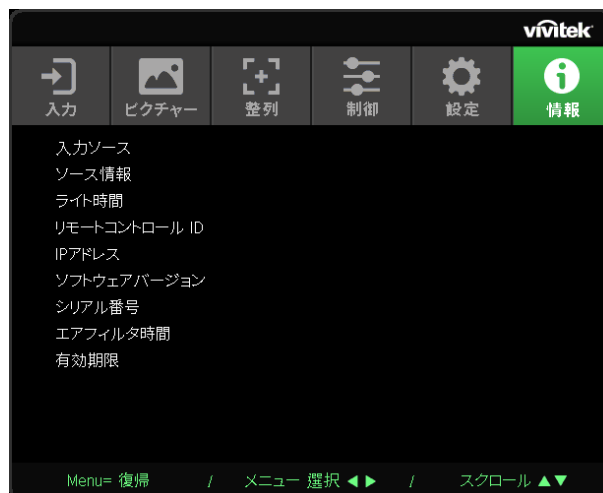 vivitek
入力 ピクチャー 整列 制御 設定 情報
入力ソース
ソース情報
ライト時間
リモートコントロール ID
IPアドレス
ソフトウェアバージョン
シリアル番号
エアフィルタ時間
有効期限
Menu= 復帰 / メニュー 選択 ◀ ▶ / スクロール ▲▼